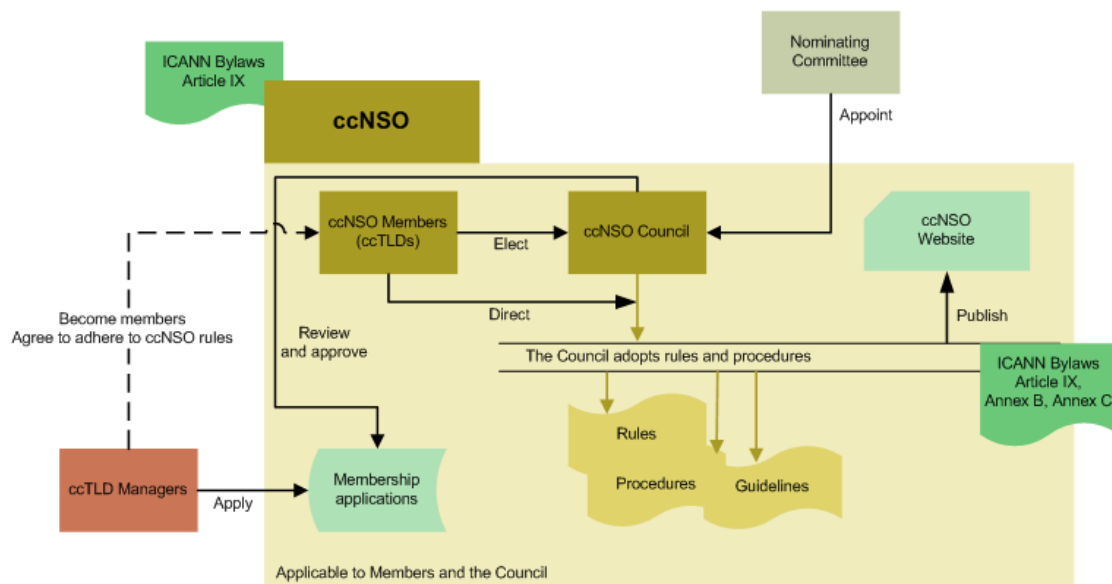 ICANN Bylaws
Article IX
Nominating
Committee
ccNSO
Appoint
ccNSO Members
(ccTLDs)
Elect
ccNSO Council
ccNSO
Website
Direct
Publish
Become members
Agree to adhere to ccNSO rules
Review
and approve
The Council adopts rules and procedures
ICANN Bylaws
Article IX,
Annex B, Annex C
Rules
Procedures
Guidelines
ccTLD Managers
Apply
Membership
applications
Applicable to Members and the Council